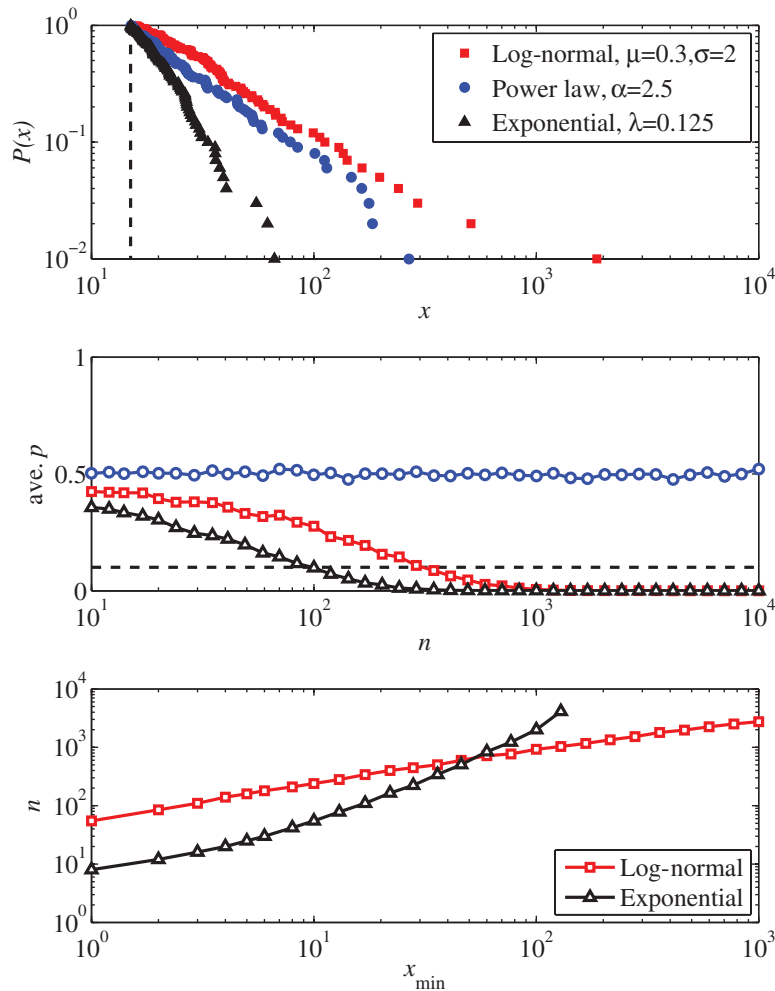 10^0
10^-1
10^-2
P(x)
Log-normal, μ=0.3,σ=2
Power law, α=2.5
Exponential, λ=0.125
10^1 10^2 10^3 10^4
x
1
0.5
0
ave. p
10^1 10^2 10^3 10^4
n
10^4
10^3
10^2
10^1
10^0
n
Log-normal
Exponential
10^0 10^1 10^2 10^3
x_min